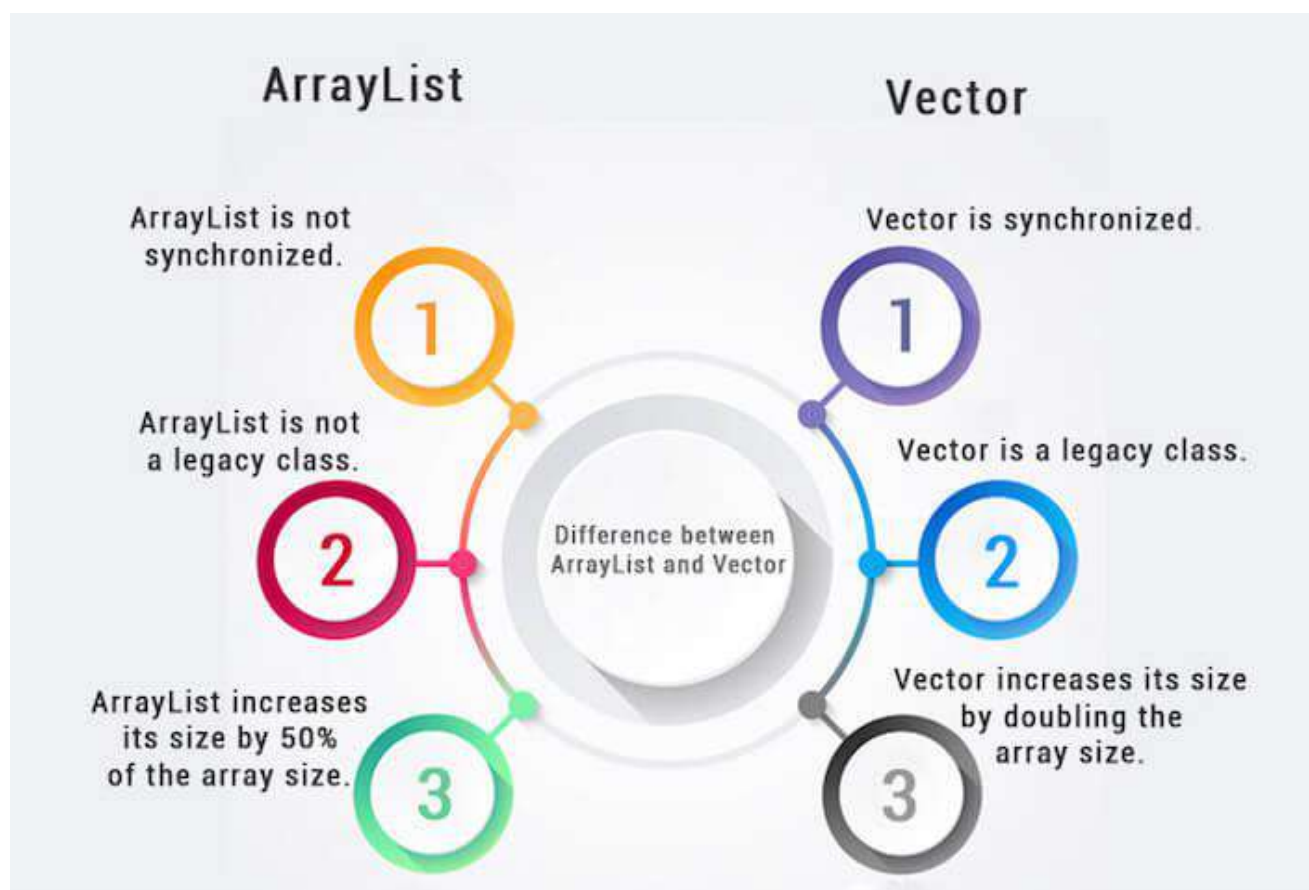 ArrayList
Vector
ArrayList is not
synchronized.
1
Vector is synchronized.
1
ArrayList is not
a legacy class.
2
Vector is a legacy class.
2
Difference between
ArrayList and Vector
ArrayList increases
its size by 50%
of the array size.
3
Vector increases its size
by doubling the
array size.
3